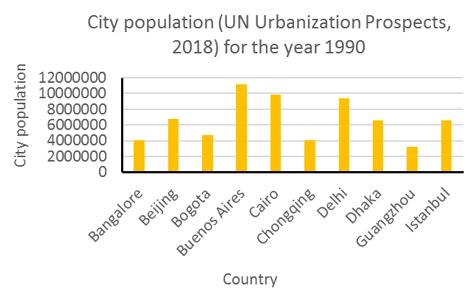 City population (UN Urbanization Prospects,
2018) for the year 1990
City population
12000000
10000000
8000000
6000000
4000000
2000000
0
Bangalore
Beijing
Bogota
Buenos Aires
Cairo
Chongqing
Delhi
Dhaka
Guangzhou
Istanbul
Country